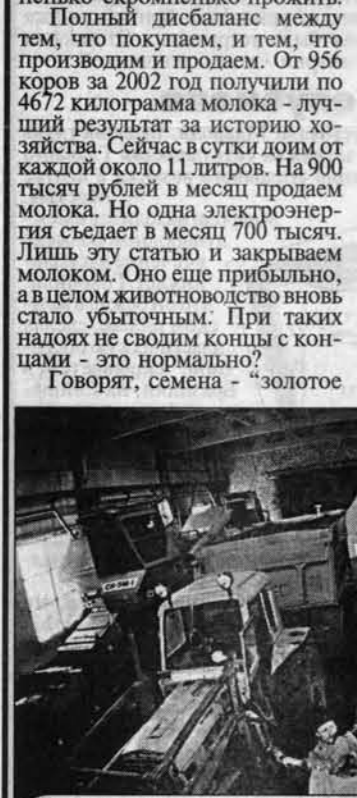 ненько-скромненько прожить.
Полный дисбаланс между
тем, что покупаем, и тем, что
производим и продаем. От 956
коров за 2002 год получили по
4672 килограмма молока - луч-
ший результат за историю хо-
зяйства. Сейчас в сутки доим от
каждой около 11 литров. На 900
тысяч рублей в месяц продаем
молока. Но одна электроэнер-
гия съедает в месяц 700 тысяч.
Лишь эту статью и закрываем
молоком. Оно еще прибыльно,
а в целом животноводство вновь
стало убыточным. При таких
надоях не сводим концы с кон-
цами - это нормально?
Говорят, семена - “золотое